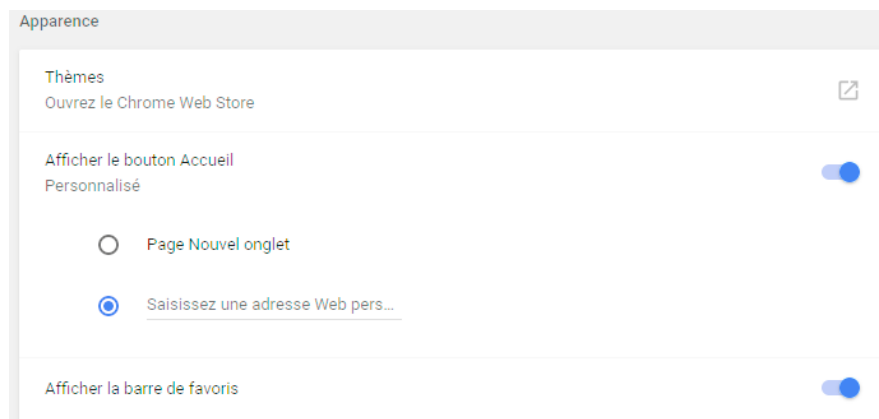 Apparence
Thèmes
Ouvrez le Chrome Web Store
Afficher le bouton Accueil
Personnalisé
Page Nouvel onglet
Saisissez une adresse Web pers...
Afficher la barre de favoris